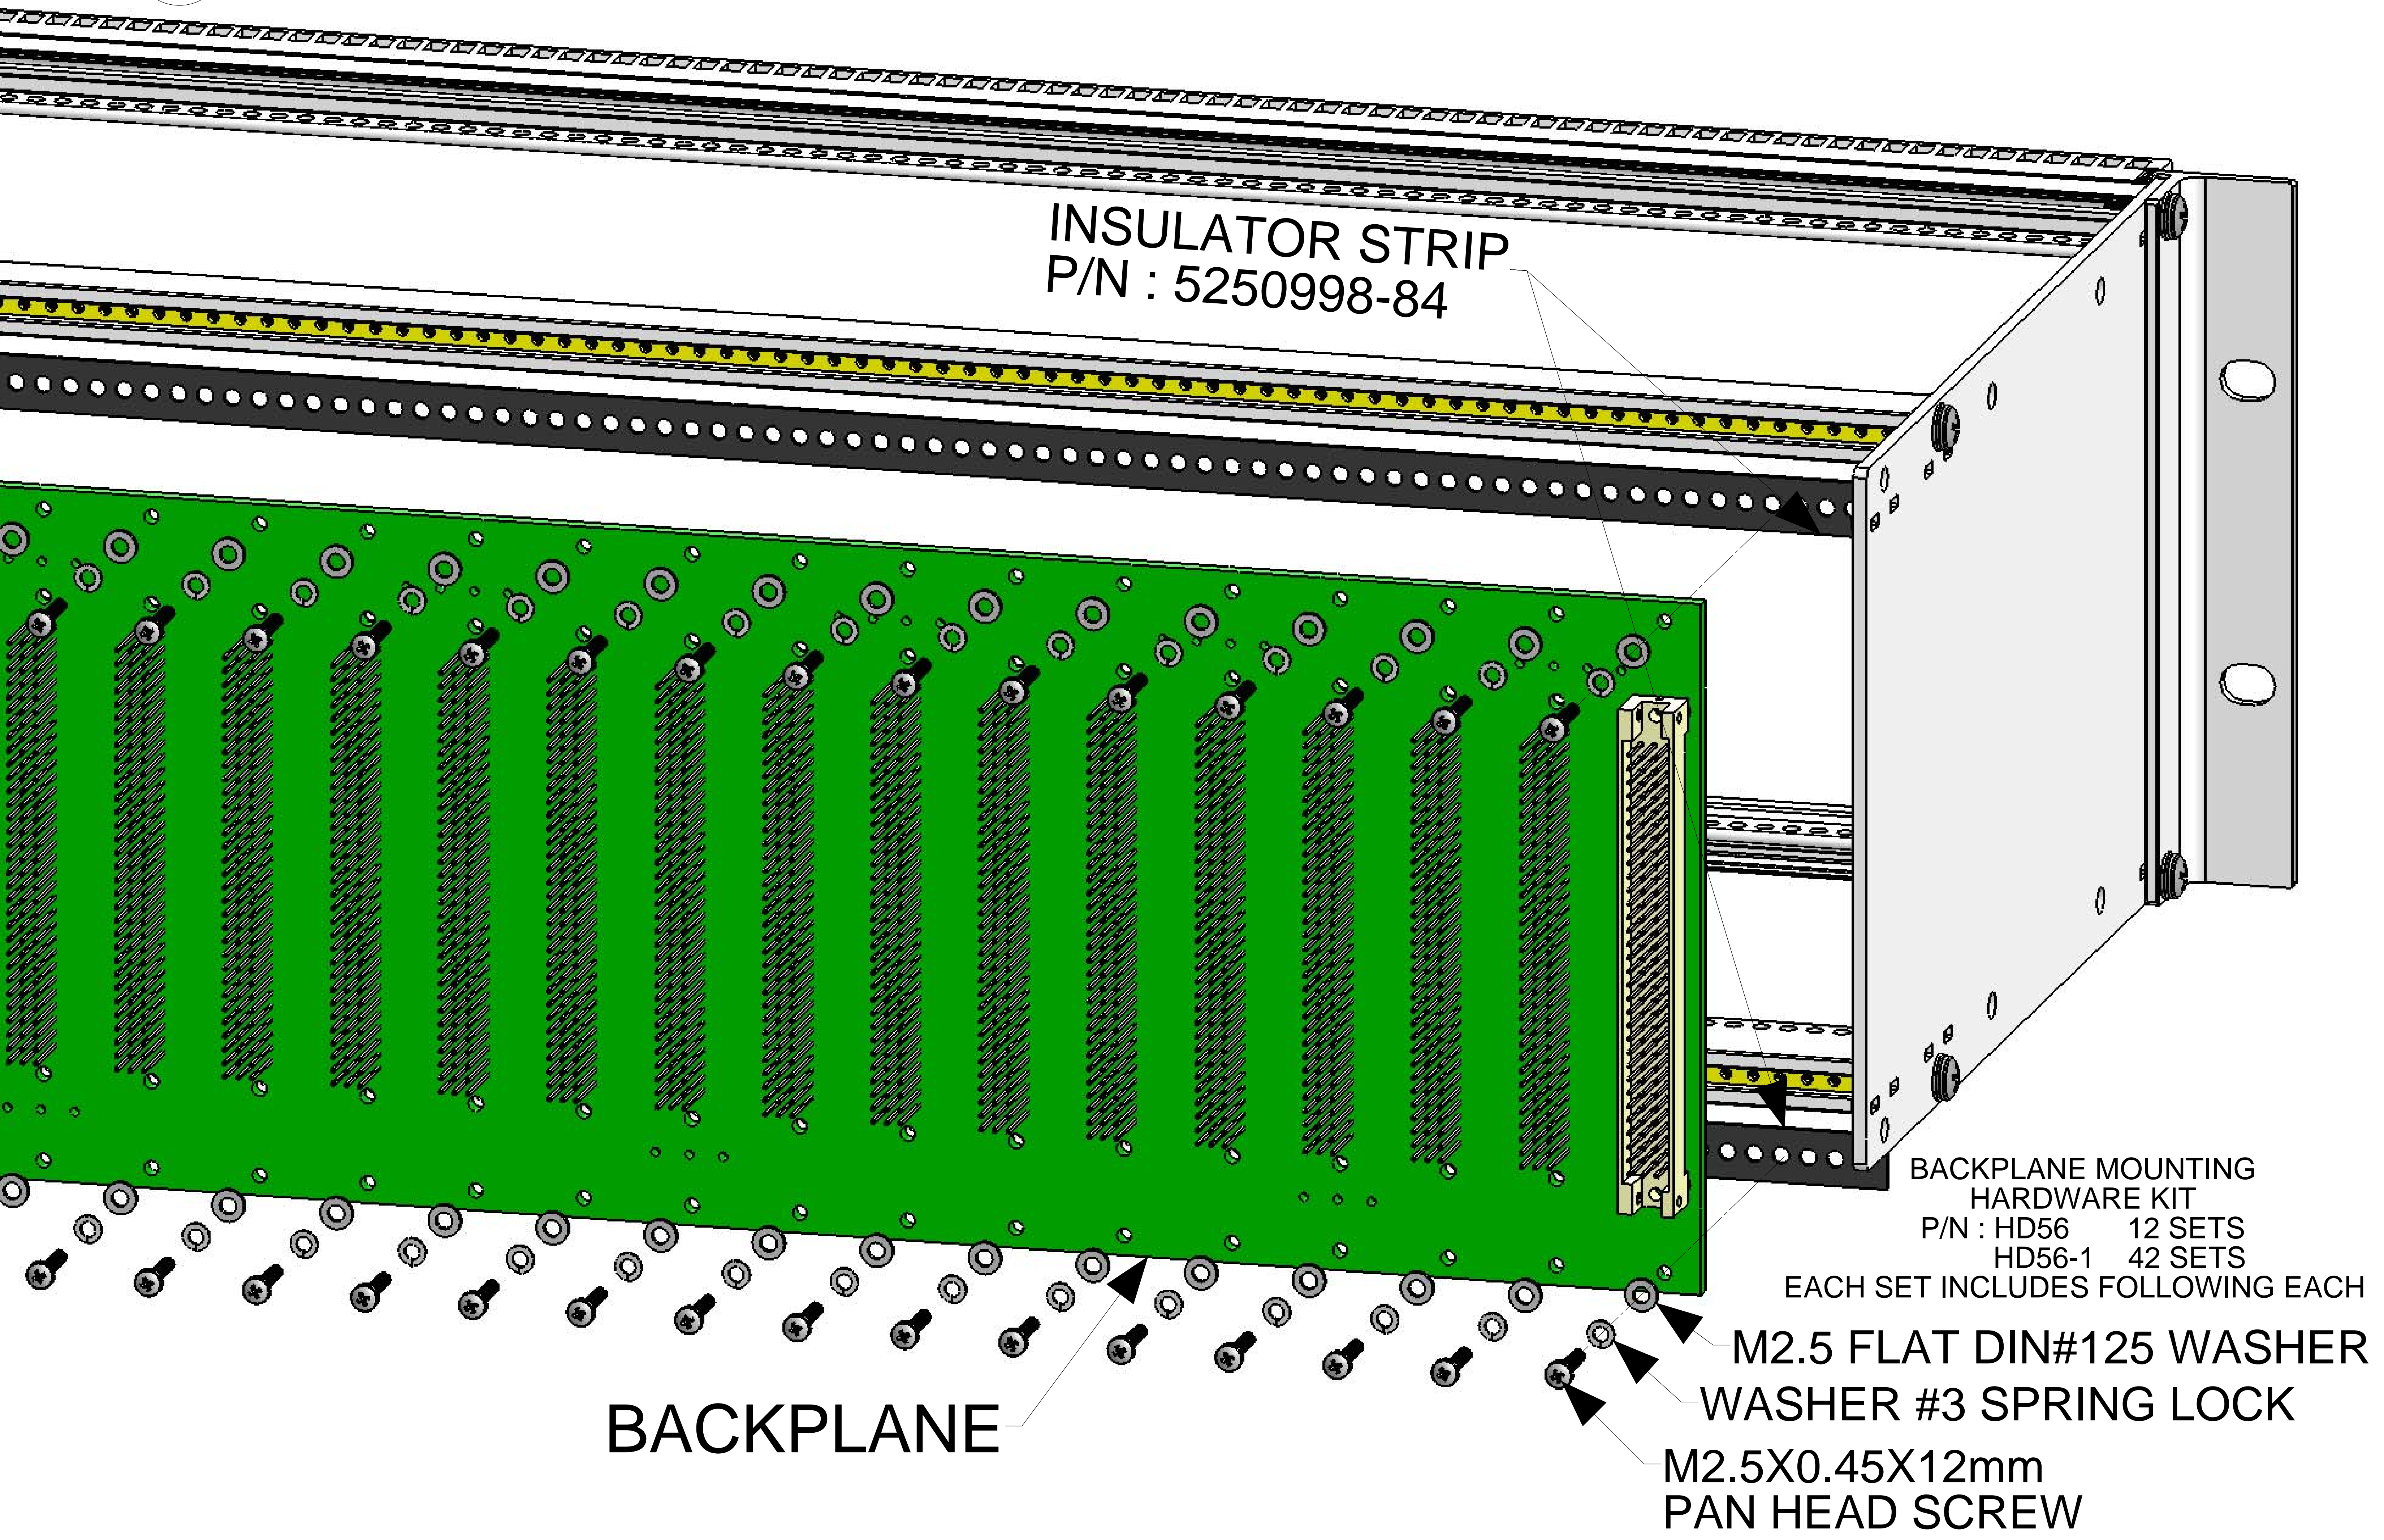 INSULATOR STRIP
P/N : 5250998-84
BACKPLANE MOUNTING
HARDWARE KIT
P/N : HD56 12 SETS
HD56-1 42 SETS
EACH SET INCLUDES FOLLOWING EACH
M2.5 FLAT DIN#125 WASHER
WASHER #3 SPRING LOCK
BACKPLANE
M2.5X0.45X12mm
PAN HEAD SCREW